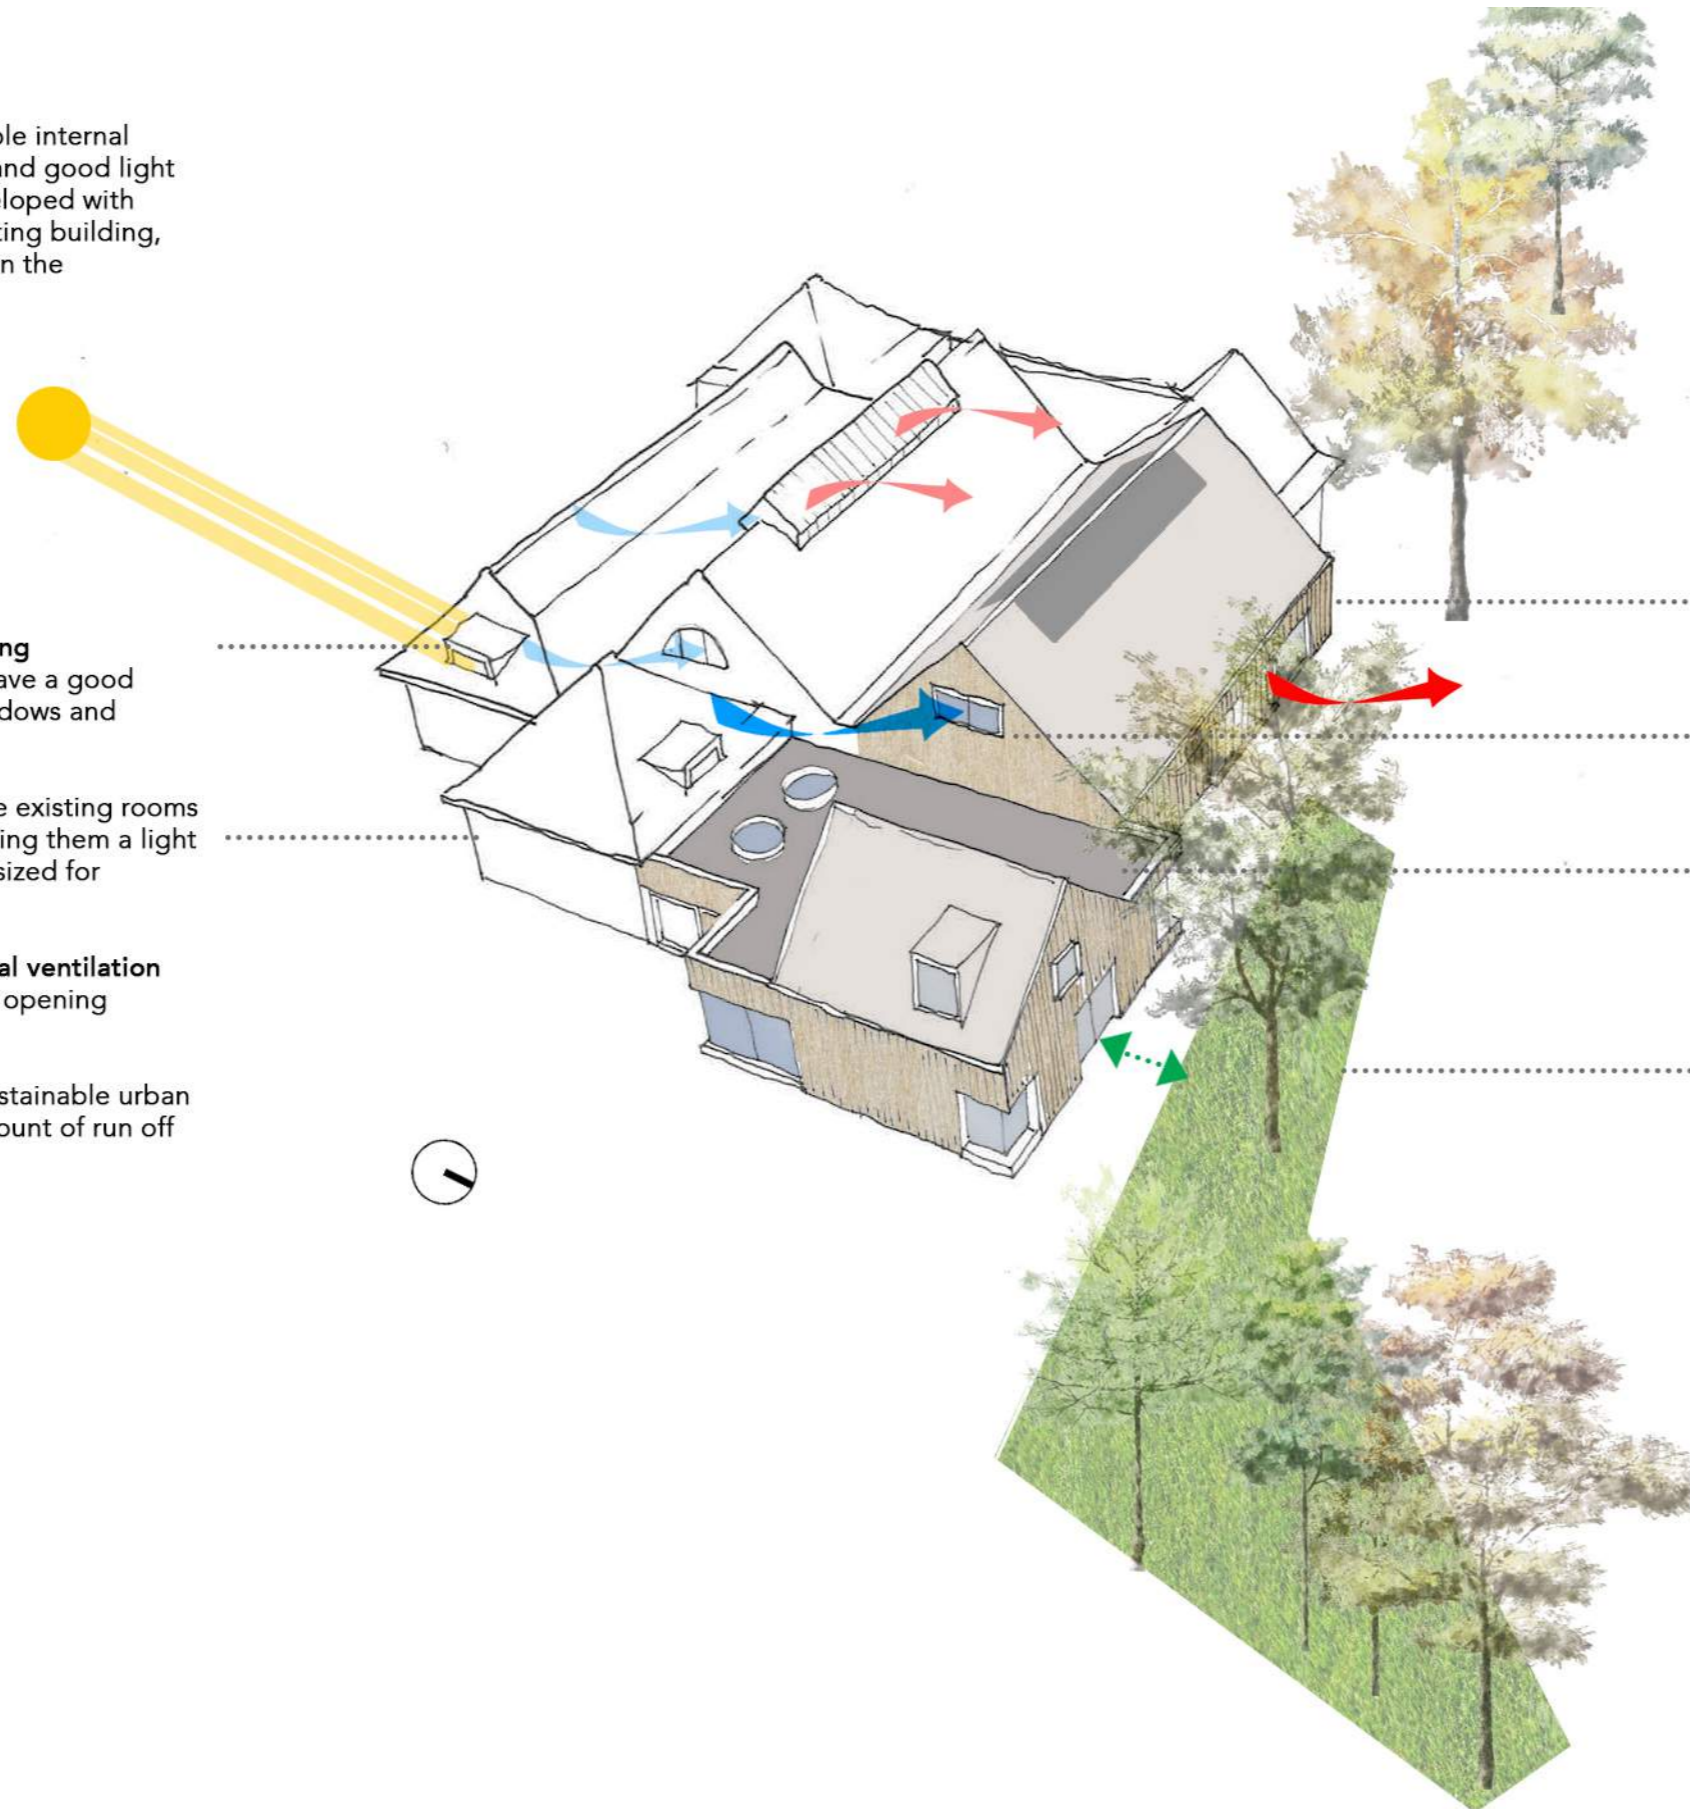 ble internal
and good light
eloped with
ting building,
n the
ng
ave a good
dows and
e existing rooms
ing them a light
sized for
al ventilation
opening
stainable urban
ount of run off